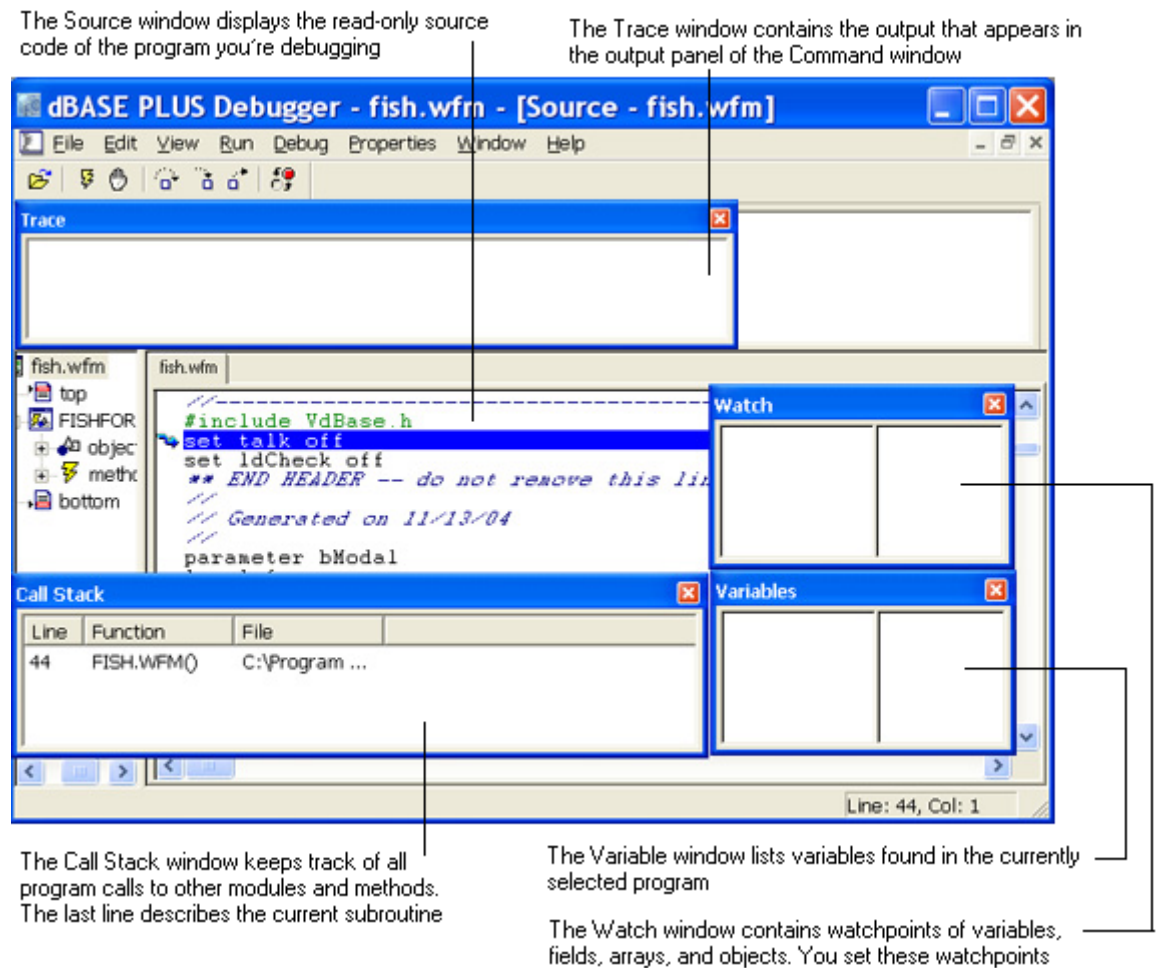 The Source window displays the read-only source
code of the program you're debugging
The Trace window contains the output that appears in
the output panel of the Command window
dBASE PLUS Debugger - fish.wfm - [Source - fish.wfm]
File Edit View Run Debug Properties Window Help
Trace
fish.wfm
top
FISHFOR
objec
methc
bottom
fish.wfm
//------------------------------------------
#include VdBase.h
set talk off
set ldCheck off
** END HEADER -- do not remove this lin
//
// Generated on 11/13/04
//
parameter bModal
Watch
Call Stack
Line Function File
44 FISH.WFM() C:\Program ...
Variables
Line: 44, Col: 1
The Call Stack window keeps track of all
program calls to other modules and methods.
The last line describes the current subroutine
The Variable window lists variables found in the currently
selected program
The Watch window contains watchpoints of variables,
fields, arrays, and objects. You set these watchpoints